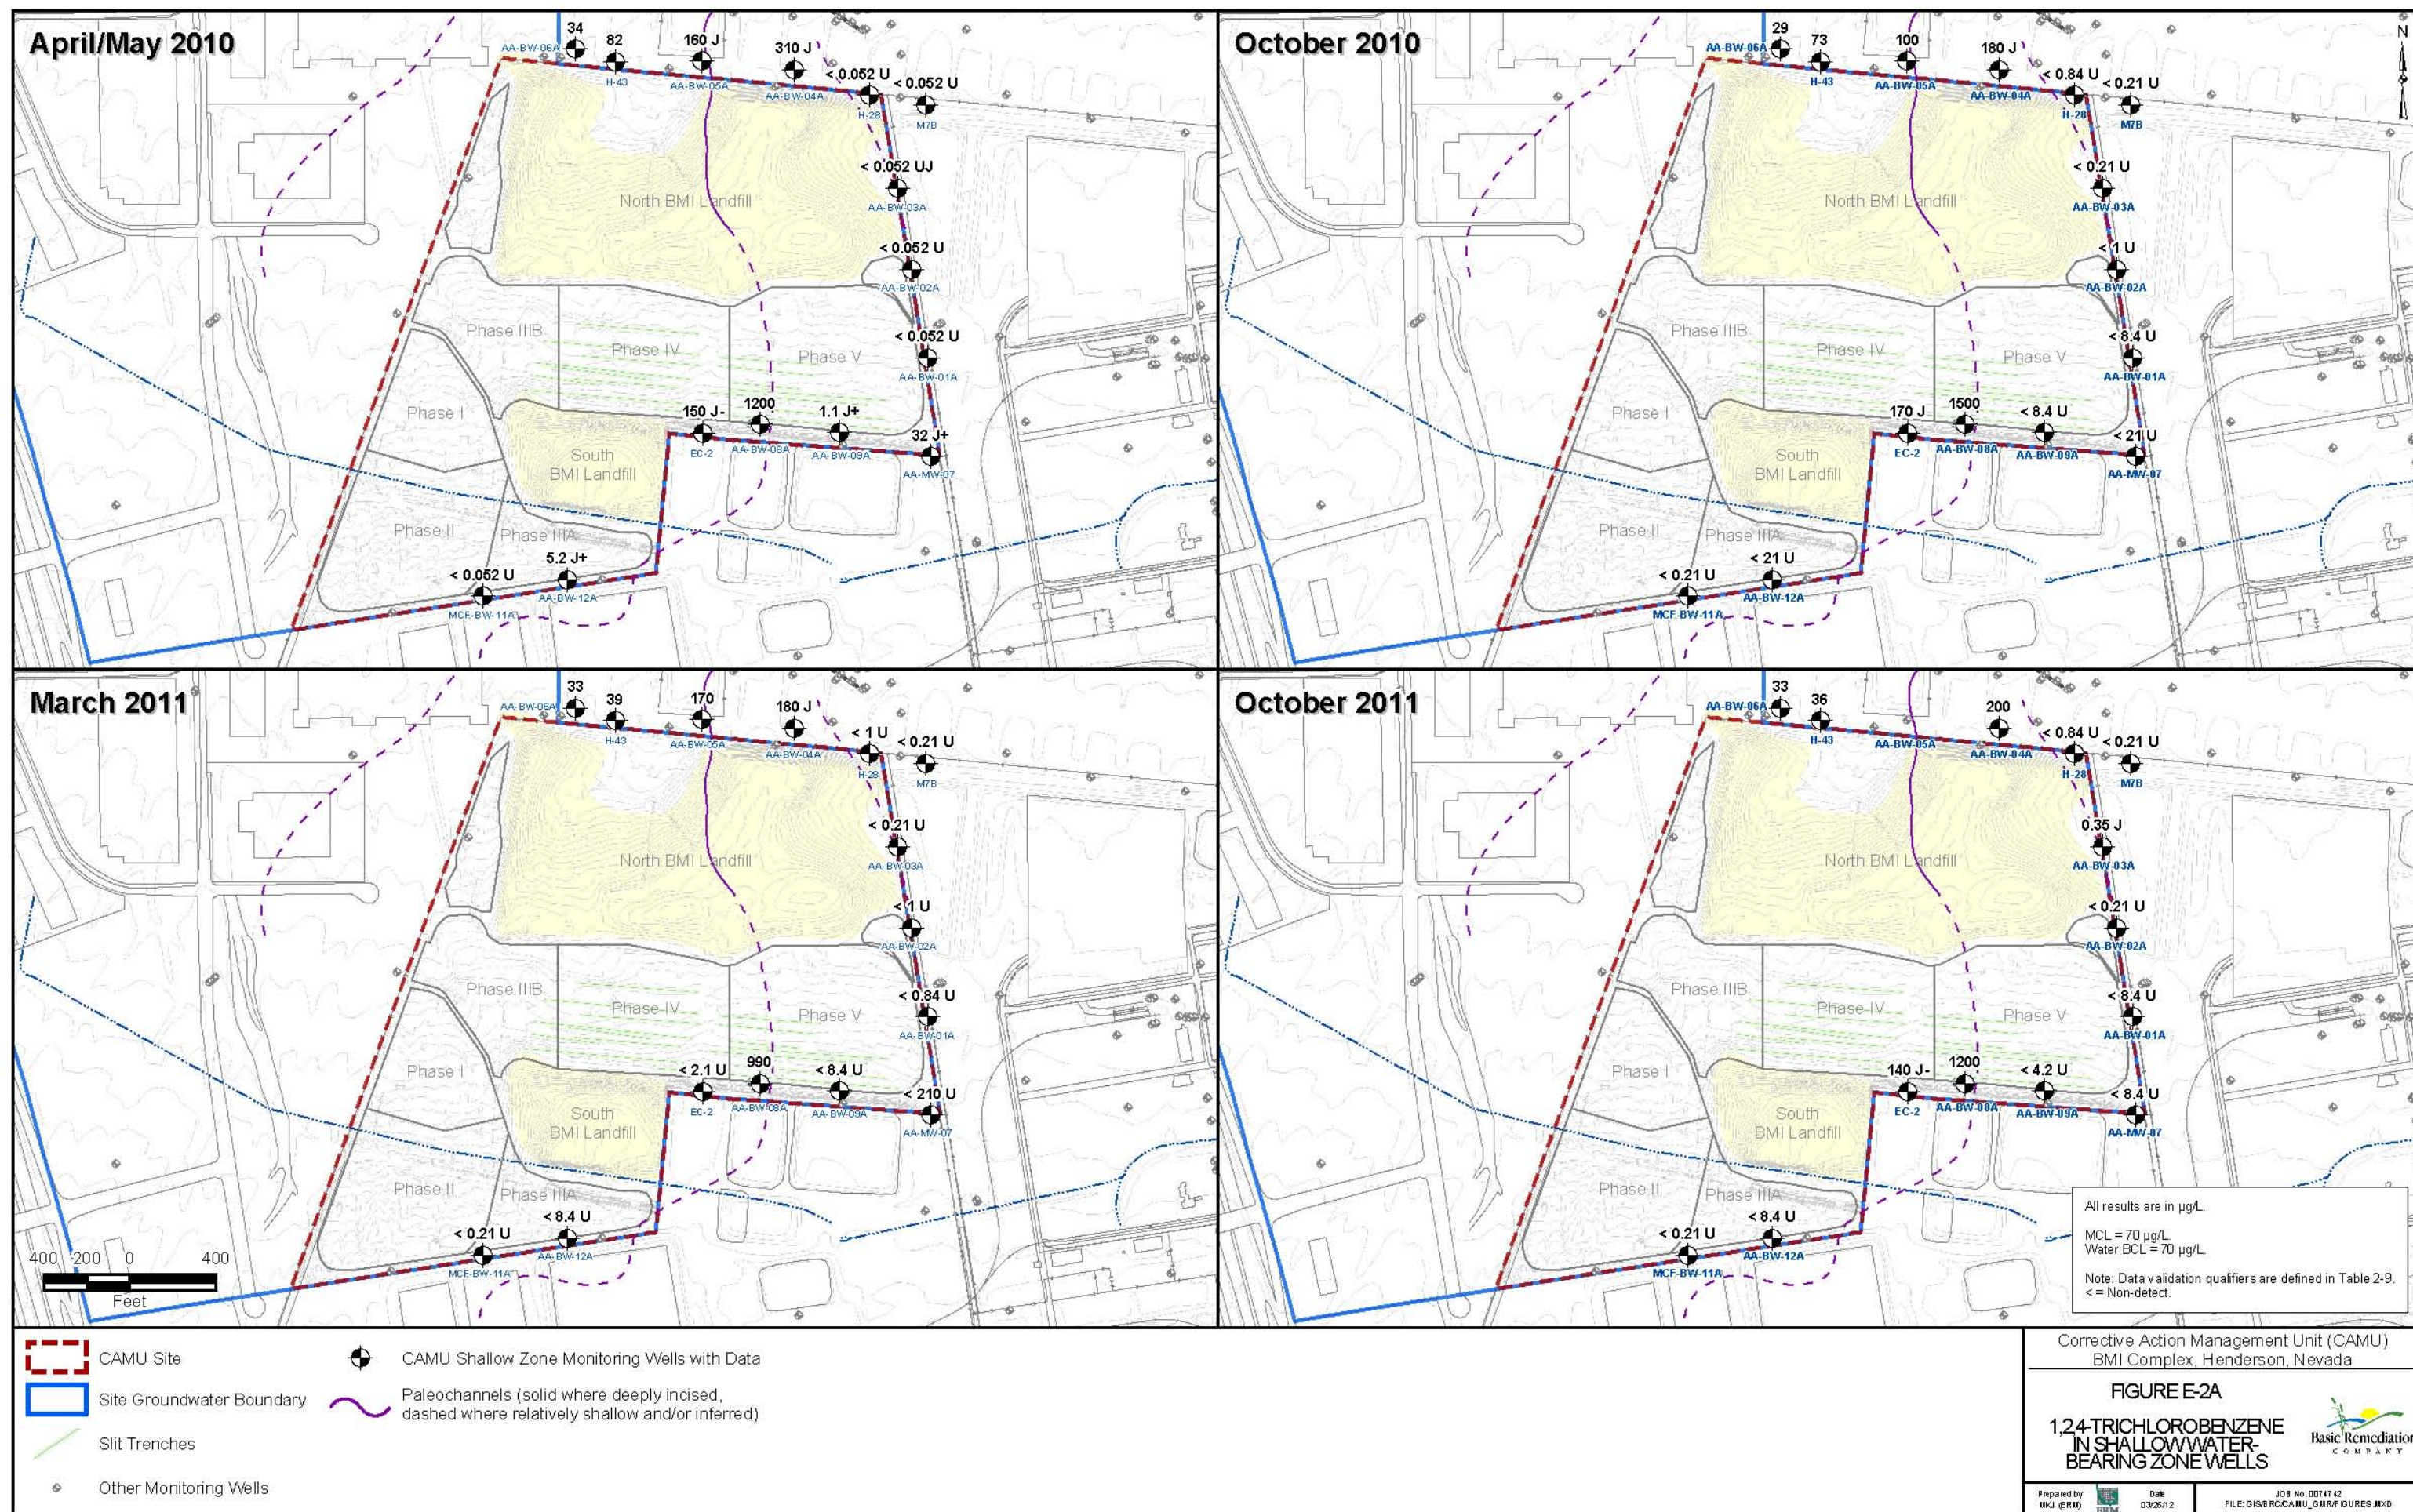 April/May 2010
34
82
160 J
310 J
< 0.052 U
< 0.052 U
AA-BW-06A
H-43
AA-BW-05A
AA-BW-04A
H-28
M7B
< 0.052 UJ
AA-BW-03A
North BMI Landfill
< 0.052 U
AA-BW-02A
< 0.052 U
AA-BW-01A
Phase IIIB
Phase IV
Phase V
Phase I
150 J-
1200
1.1 J+
32 J+
EC-2
AA-BW-08A
AA-BW-09A
AA-MW-07
South
BMI Landfill
Phase II
Phase IIIA
5.2 J+
< 0.052 U
AA-BW-12A
MCF-BW-11A
October 2010
29
73
100
180 J
< 0.84 U
< 0.21 U
AA-BW-06A
H-43
AA-BW-05A
AA-BW-04A
H-28
M7B
N
< 0.21 U
AA-BW-03A
North BMI Landfill
< 1 U
AA-BW-02A
< 8.4 U
AA-BW-01A
Phase IIIB
Phase IV
Phase V
Phase I
170 J
1500
< 8.4 U
< 21 U
EC-2
AA-BW-08A
AA-BW-09A
AA-MW-07
South
BMI Landfill
Phase II
Phase IIIA
< 21 U
< 0.21 U
AA-BW-12A
MCF-BW-11A
March 2011
33
39
170
180 J
< 1 U
< 0.21 U
AA-BW-06A
H-43
AA-BW-05A
AA-BW-04A
H-28
M7B
< 0.21 U
AA-BW-03A
North BMI Landfill
< 1 U
AA-BW-02A
< 0.84 U
AA-BW-01A
Phase IIIB
Phase IV
Phase V
Phase I
< 2.1 U
990
< 8.4 U
< 210 U
EC-2
AA-BW-08A
AA-BW-09A
AA-MW-07
South
BMI Landfill
Phase II
Phase IIIA
< 8.4 U
< 0.21 U
AA-BW-12A
MCF-BW-11A
400 200 0 400
Feet
October 2011
33
36
200
< 0.84 U
< 0.21 U
AA-BW-06A
H-43
AA-BW-05A
AA-BW-04A
H-28
M7B
0.35 J
AA-BW-03A
North BMI Landfill
< 0.21 U
AA-BW-02A
< 8.4 U
AA-BW-01A
Phase IIIB
Phase IV
Phase V
Phase I
140 J-
1200
< 4.2 U
< 8.4 U
EC-2
AA-BW-08A
AA-BW-09A
AA-MW-07
South
BMI Landfill
Phase II
Phase IIIA
< 8.4 U
< 0.21 U
AA-BW-12A
MCF-BW-11A
All results are in µg/L.
MCL = 70 µg/L.
Water BCL = 70 µg/L.
Note: Data validation qualifiers are defined in Table 2-9.
< = Non-detect.
CAMU Site
Site Groundwater Boundary
Slit Trenches
Other Monitoring Wells
CAMU Shallow Zone Monitoring Wells with Data
Paleochannels (solid where deeply incised,
dashed where relatively shallow and/or inferred)
Corrective Action Management Unit (CAMU)
BMI Complex, Henderson, Nevada
FIGURE E-2A
1,2,4-TRICHLOROBENZENE
IN SHALLOW WATER-
BEARING ZONE WELLS
Basic Remediation
COMPANY
Prepared by
MKJ (ERM)
ERM
Date
03/26/12
JOB No. 0074742
FILE: GIS/BRC/CAMU_GMR/FIGURES.MXD